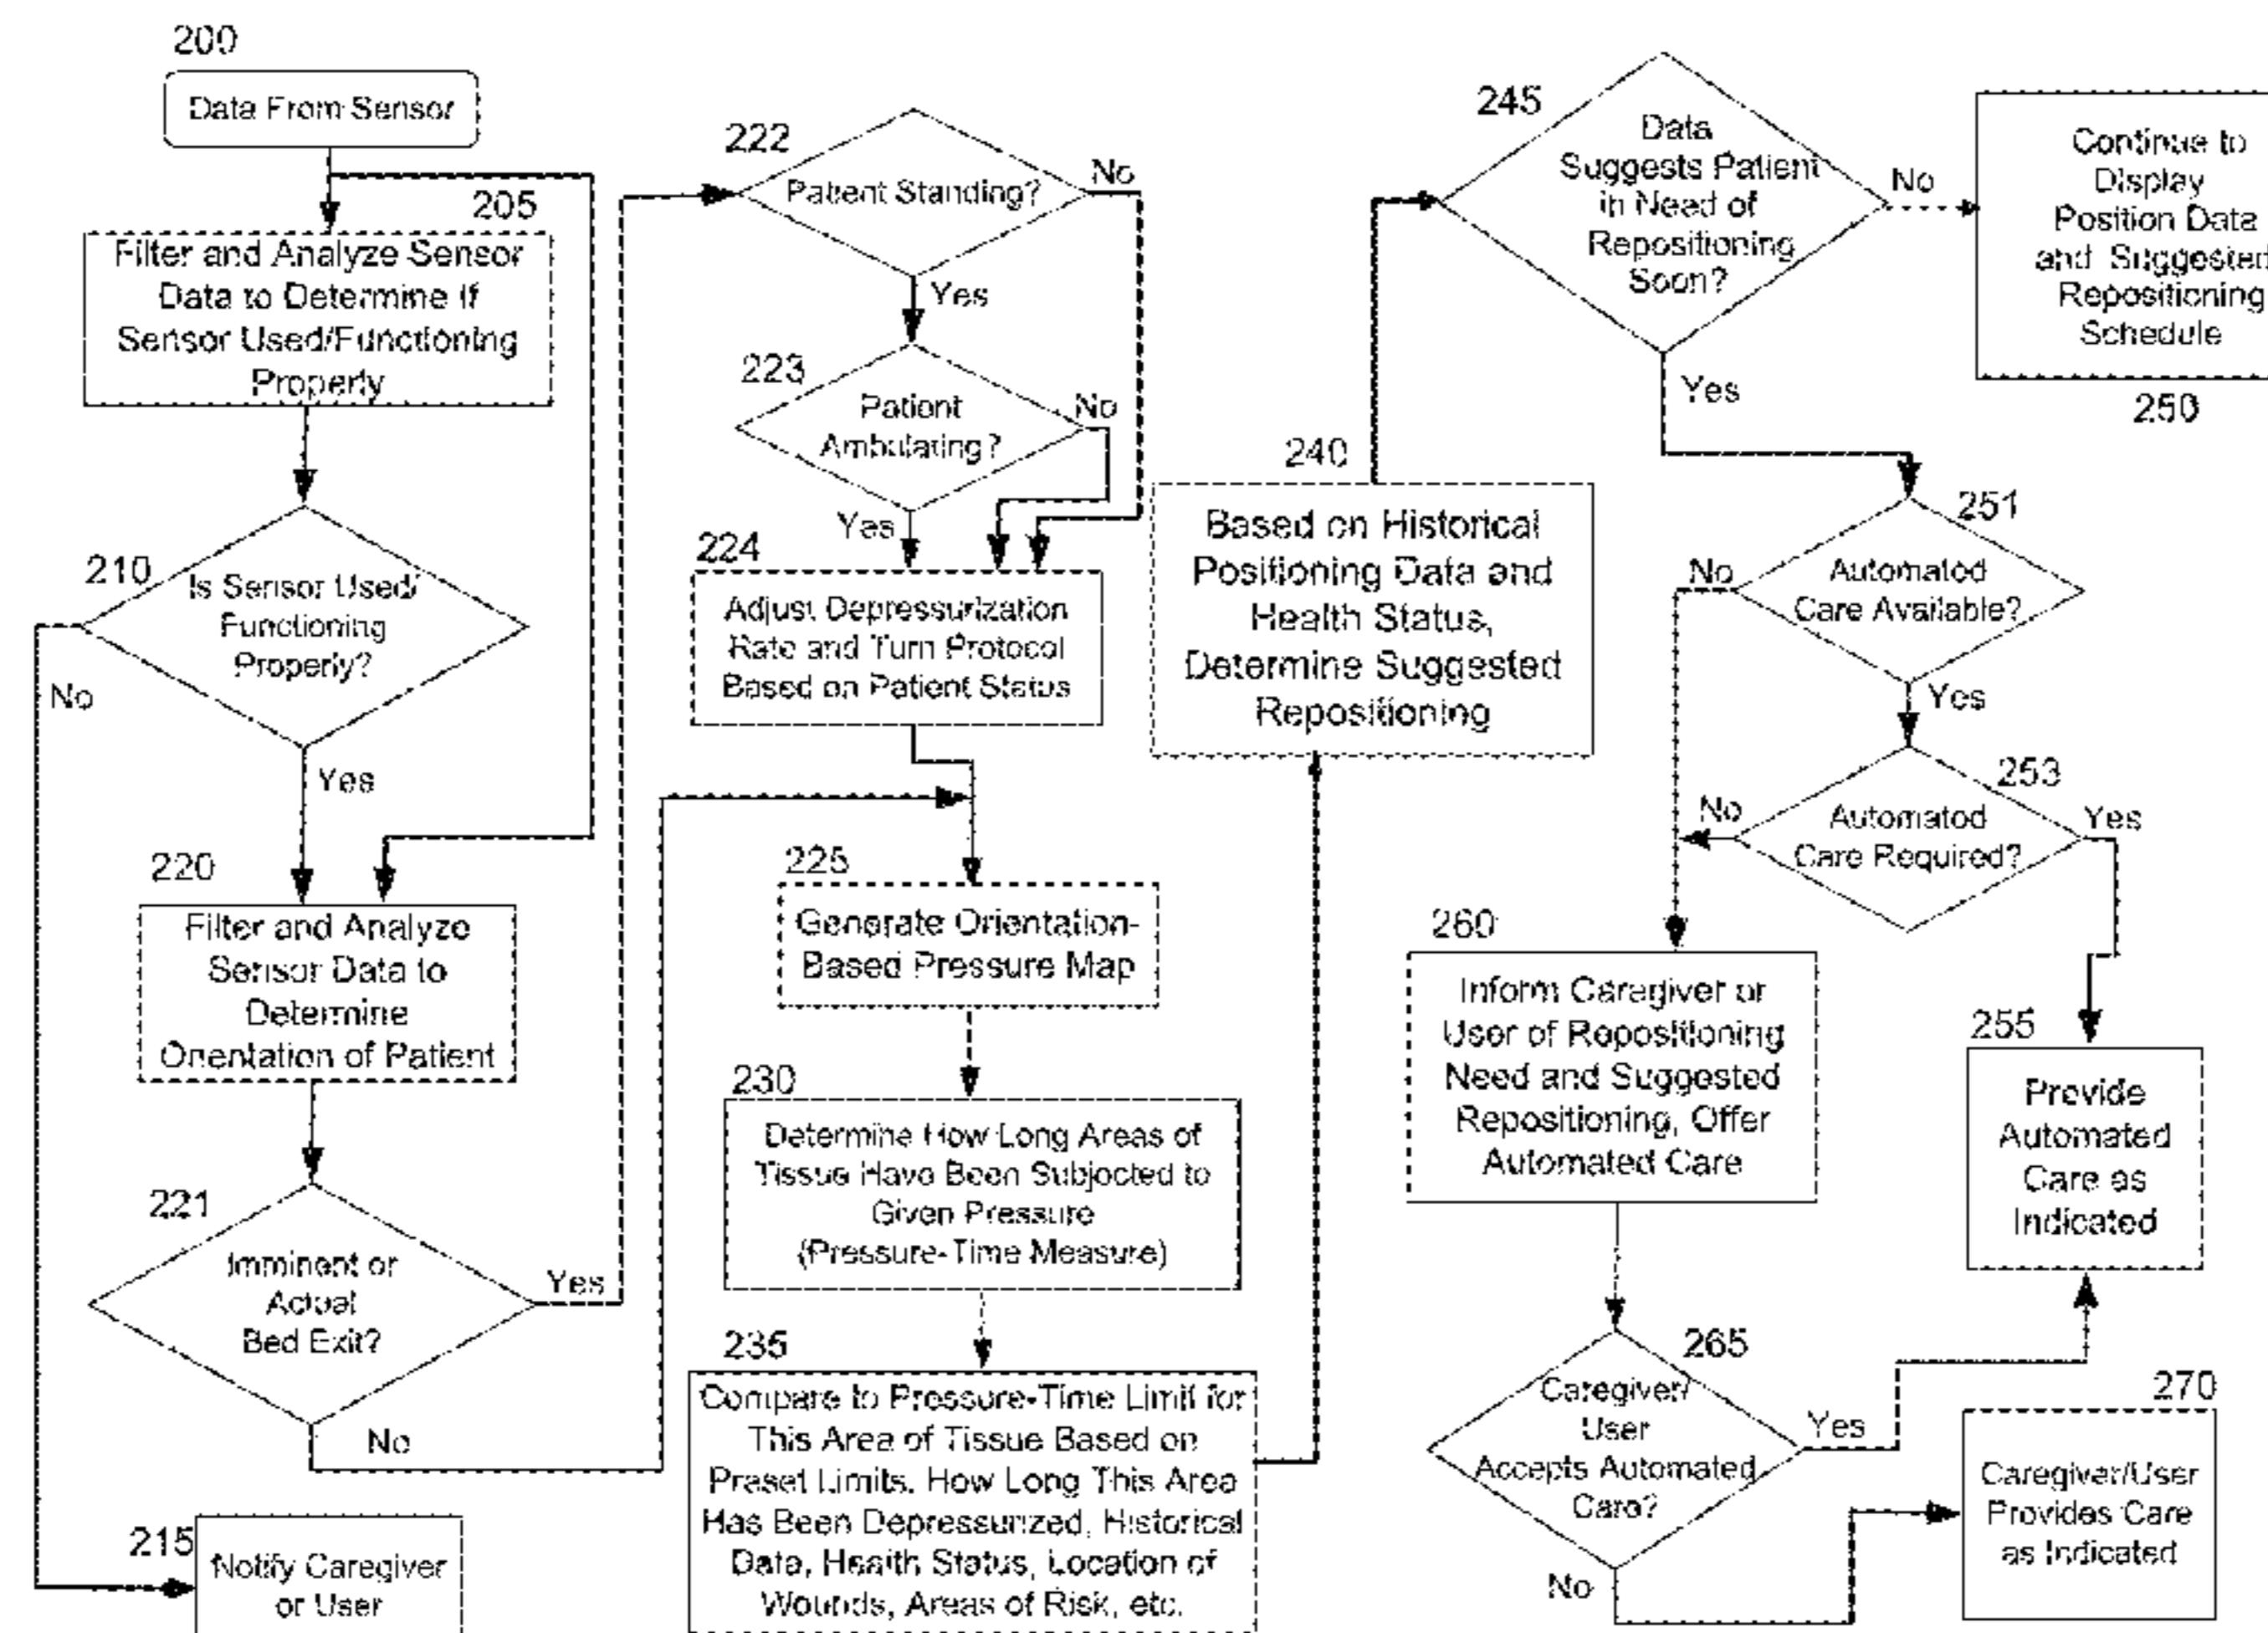 200
Data From Sensor
205
Filter and Analyze Sensor
Data to Determine If
Sensor Used/Functioning
Property
210
Is Sensor Used/
Functioning
Properly?
No
Yes
220
Filter and Analyze
Sensor Data to
Determine
Orientation of Patient
221
Imminent or
Actual
Bed Exit?
Yes
No
215
Notify Caregiver
or User
222
Patient Standing?
No
Yes
223
Patient
Ambulating?
No
Yes
224
Adjust Depressurization
Rate and Turn Protocol
Based on Patient Status
225
Generate Orientation-
Based Pressure Map
230
Determine How Long Areas of
Tissue Have Been Subjected to
Given Pressure
(Pressure-Time Measure)
235
Compare to Pressure-Time Limit for
This Area of Tissue Based on
Preset Limits, How Long This Area
Has Been Depressurized, Historical
Data, Health Status, Location of
Wounds, Areas of Risk, etc.
240
Based on Historical
Positioning Data and
Health Status,
Determine Suggested
Repositioning
245
Data
Suggests Patient
in Need of
Repositioning
Soon?
No
Yes
Continue to
Display
Position Data
and Suggested
Repositioning
Schedule
250
251
Automated
Care Available?
No
Yes
253
Automated
Care Required?
No
Yes
260
Inform Caregiver or
User of Repositioning
Need and Suggested
Repositioning, Offer
Automated Care
255
Provide
Automated
Care as
Indicated
265
Caregiver/
User
Accepts Automated
Care?
Yes
No
270
Caregiver/User
Provides Care
as Indicated